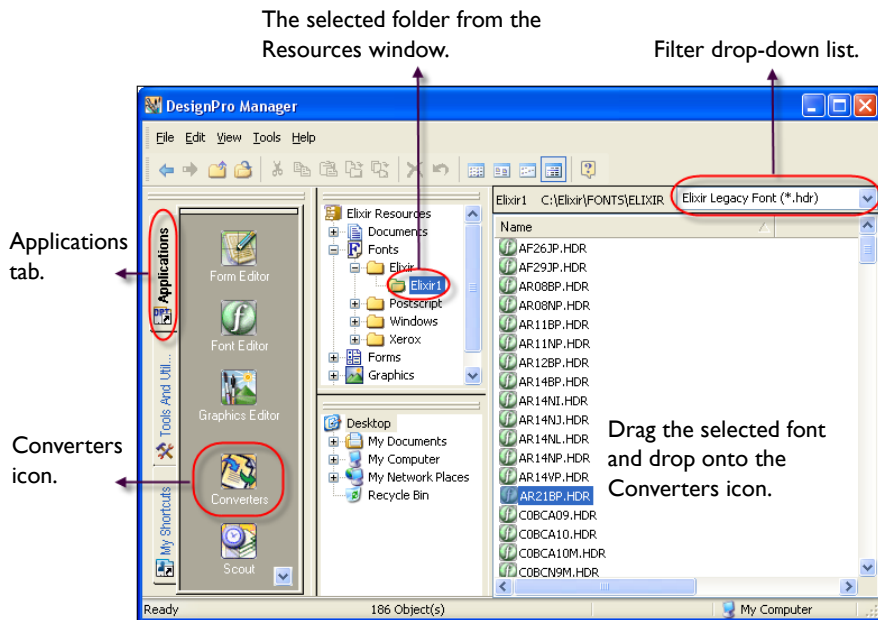 The selected folder from the
Resources window.
Filter drop-down list.
DesignPro Manager
File Edit View Tools Help
Elixir1 C:\Elixir\FONTS\ELIXIR
Elixir Legacy Font (*.hdr)
Applications
tab.
Applications
Tools And Util...
My Shortcuts
Form Editor
Font Editor
Graphics Editor
Converters
Scout
Converters
icon.
Elixir Resources
Documents
Fonts
Elixir
Elixir1
Postscript
Windows
Xerox
Forms
Graphics
Desktop
My Documents
My Computer
My Network Places
Recycle Bin
Name
AF26JP.HDR
AF29JP.HDR
AR08BP.HDR
AR08NP.HDR
AR11BP.HDR
AR11NP.HDR
AR12BP.HDR
AR14BP.HDR
AR14NI.HDR
AR14NJ.HDR
AR14NL.HDR
AR14NP.HDR
AR14VP.HDR
AR21BP.HDR
C0BCA09.HDR
C0BCA10.HDR
C0BCA10M.HDR
C0BCN9M.HDR
Drag the selected font
and drop onto the
Converters icon.
Ready
186 Object(s)
My Computer